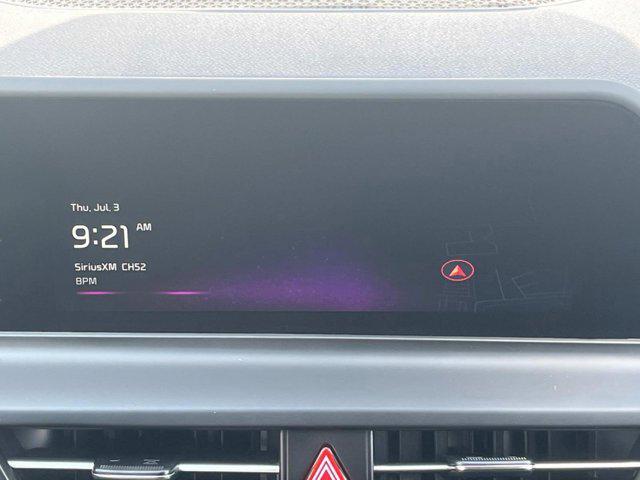 Thu, Jul. 3
9:21 AM
SiriusXM CH52
BPM